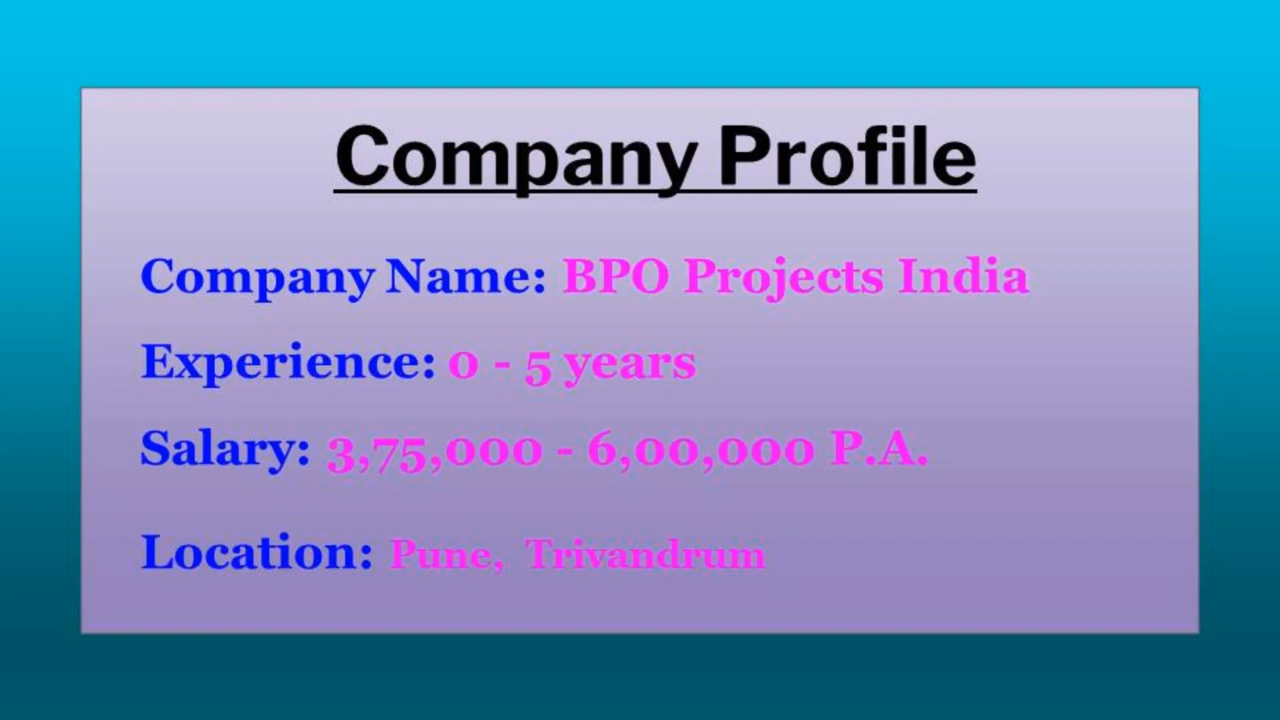 Company Profile
Company Name: BPO Projects India
Experience: 0 - 5 years
Salary: 3,75,000 - 6,00,000 P.A.
Location: Pune, Trivandrum